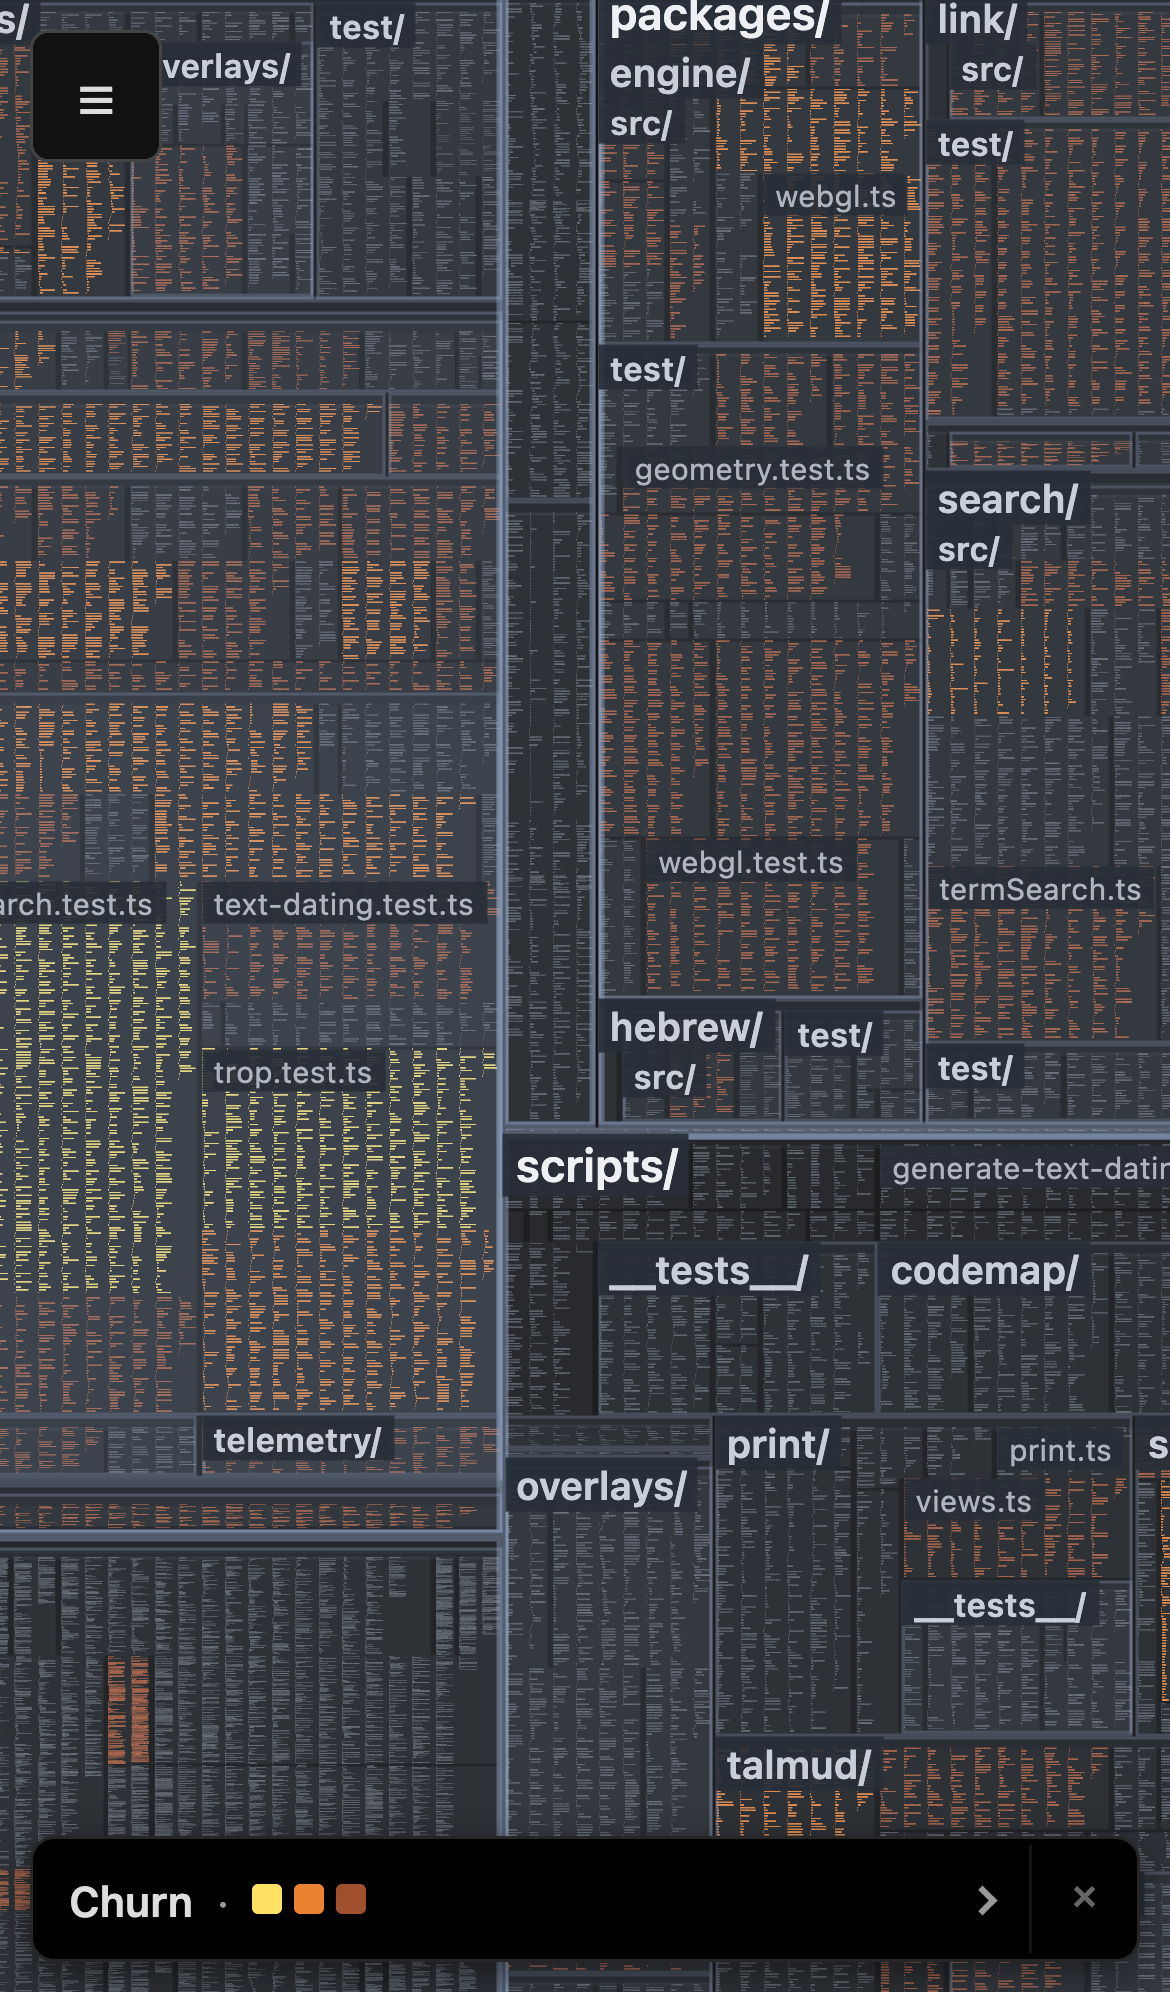 s/
verlays/
test/
packages/
engine/
src/
webgl.ts
link/
src/
test/
test/
geometry.test.ts
search/
src/
webgl.test.ts
termSearch.ts
arch.test.ts
text-dating.test.ts
trop.test.ts
hebrew/
src/
test/
test/
scripts/
generate-text-datin
__tests__/
codemap/
telemetry/
overlays/
print/
print.ts
s
views.ts
__tests__/
talmud/
Churn ·